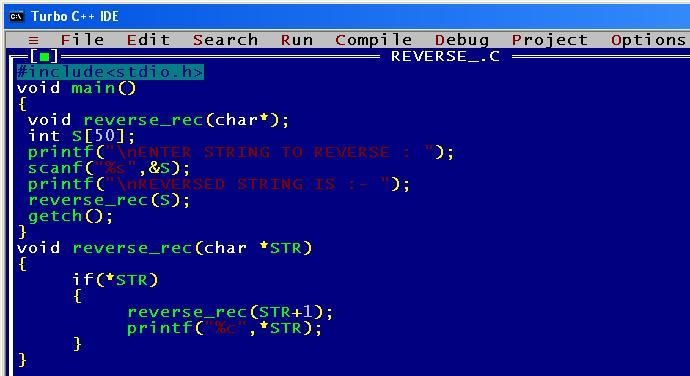 Turbo C++ IDE
≡ File Edit Search Run Compile Debug Project Options
[■] REVERSE_.C
#include<stdio.h>
void main()
{
void reverse_rec(char*);
int S[50];
printf("\nENTER STRING TO REVERSE : ");
scanf("%s",&S);
printf("\nREVERSED STRING IS :- ");
reverse_rec(S);
getch();
}
void reverse_rec(char *STR)
{
if(*STR)
{
reverse_rec(STR+1);
printf("%c",*STR);
}
}